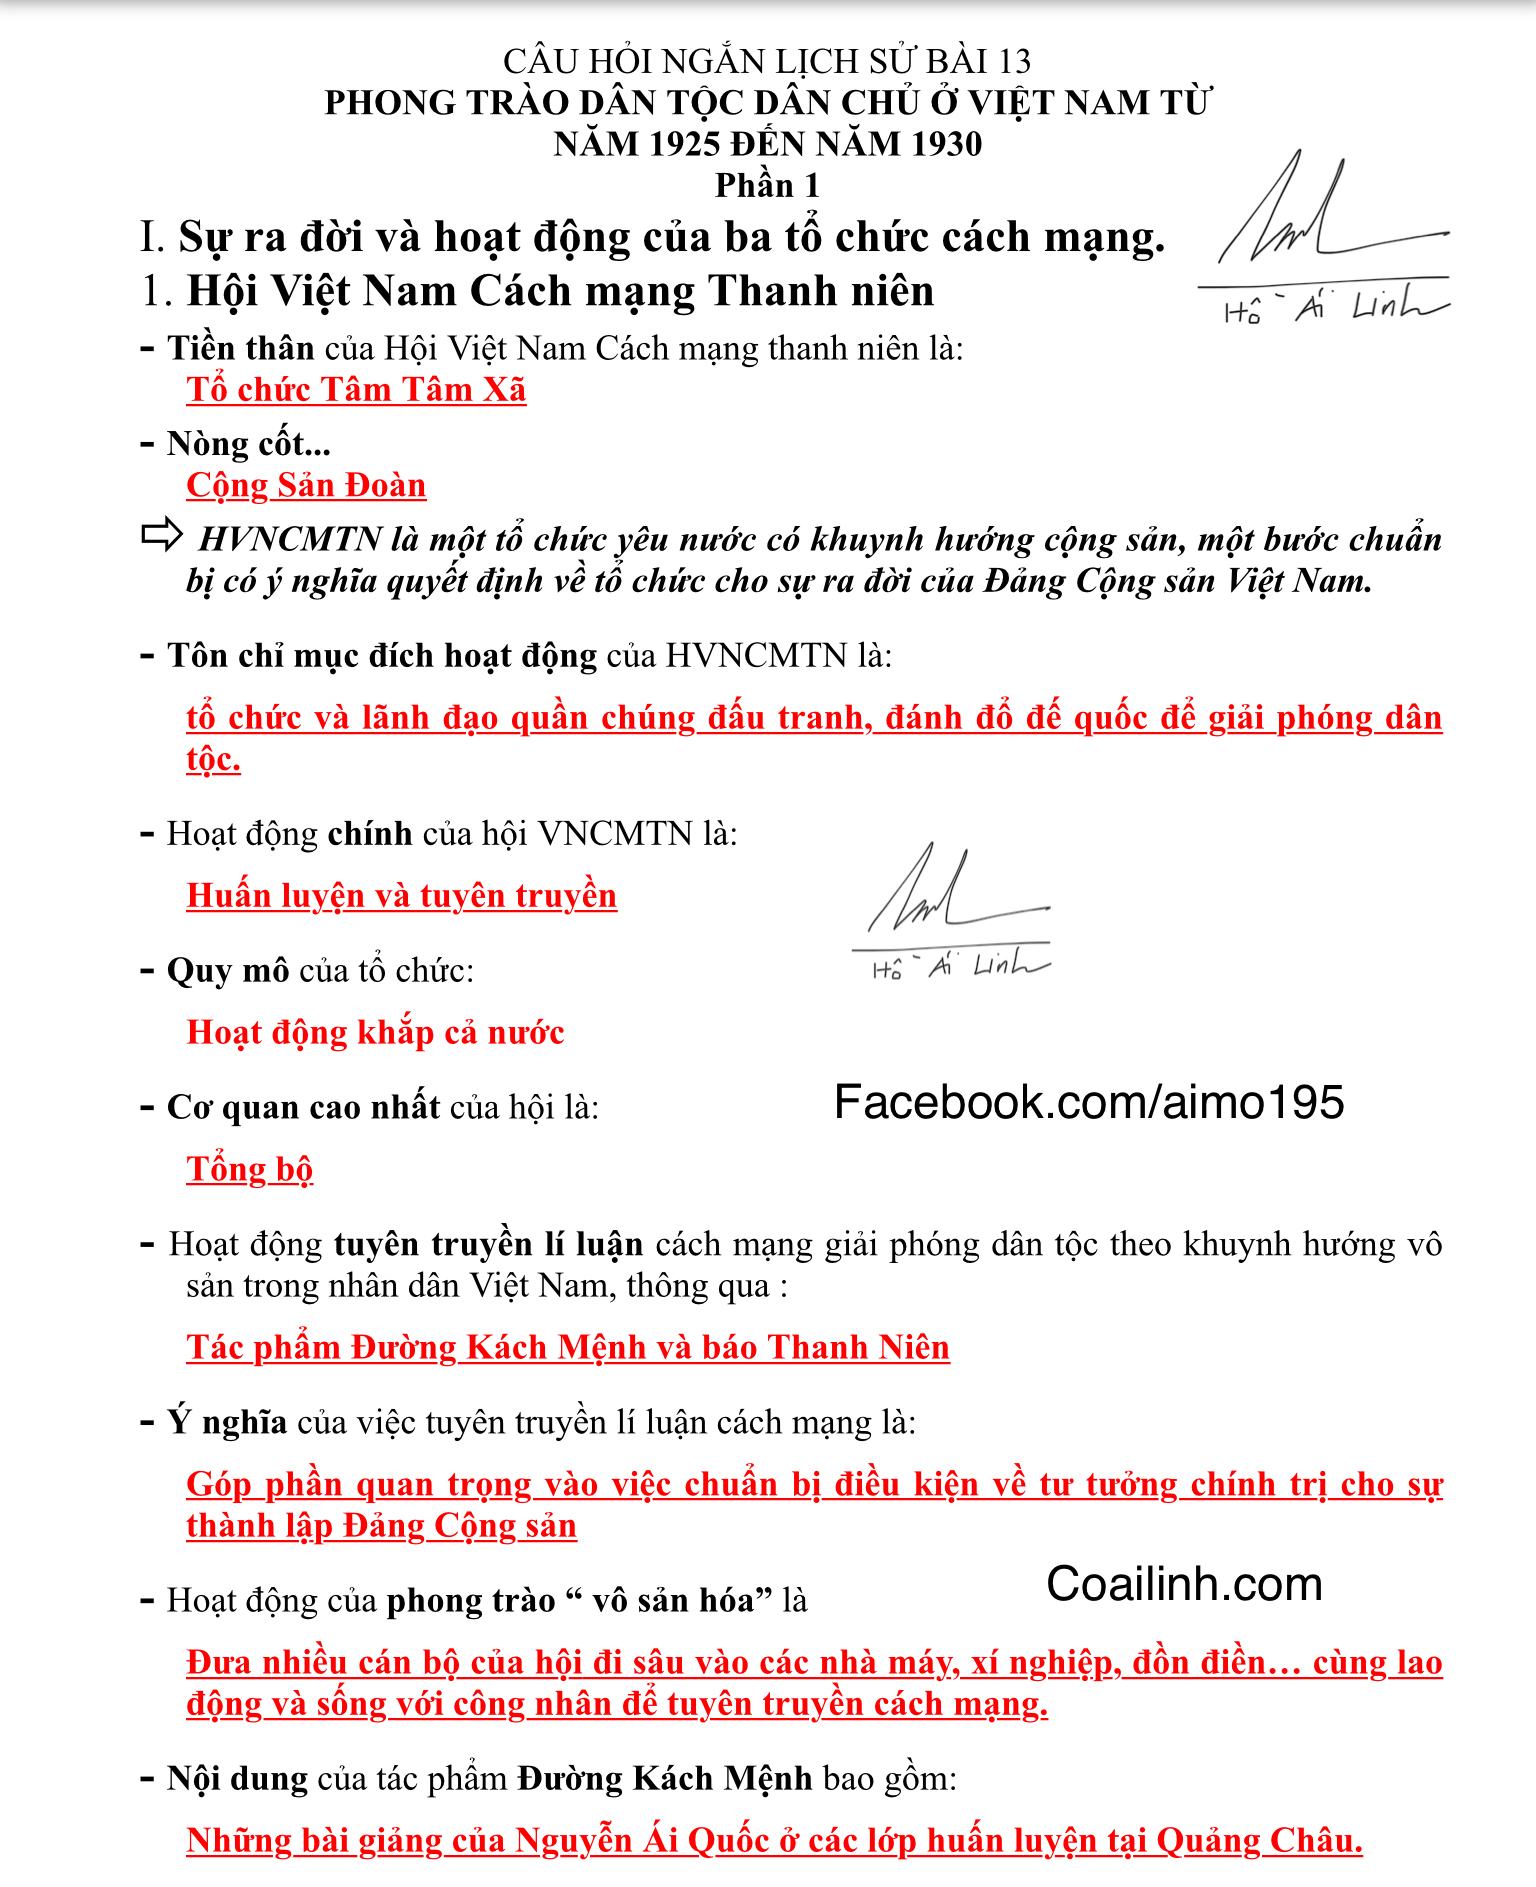 CÂU HỎI NGẮN LỊCH SỬ BÀI 13
PHONG TRÀO DÂN TỘC DÂN CHỦ Ở VIỆT NAM TỪ
NĂM 1925 ĐẾN NĂM 1930
Phần 1
I. Sự ra đời và hoạt động của ba tổ chức cách mạng.
1. Hội Việt Nam Cách mạng Thanh niên
Hồ Ái Linh
- Tiền thân của Hội Việt Nam Cách mạng thanh niên là:
Tổ chức Tâm Tâm Xã
- Nòng cốt...
Cộng Sản Đoàn
⇨ HVNCMTN là một tổ chức yêu nước có khuynh hướng cộng sản, một bước chuẩn
bị có ý nghĩa quyết định về tổ chức cho sự ra đời của Đảng Cộng sản Việt Nam.
- Tôn chỉ mục đích hoạt động của HVNCMTN là:
tổ chức và lãnh đạo quần chúng đấu tranh, đánh đổ đế quốc để giải phóng dân
tộc.
- Hoạt động chính của hội VNCMTN là:
Huấn luyện và tuyên truyền
Hồ Ái Linh
- Quy mô của tổ chức:
Hoạt động khắp cả nước
- Cơ quan cao nhất của hội là:
Facebook.com/aimo195
Tổng bộ
- Hoạt động tuyên truyền lí luận cách mạng giải phóng dân tộc theo khuynh hướng vô
sản trong nhân dân Việt Nam, thông qua :
Tác phẩm Đường Kách Mệnh và báo Thanh Niên
- Ý nghĩa của việc tuyên truyền lí luận cách mạng là:
Góp phần quan trọng vào việc chuẩn bị điều kiện về tư tưởng chính trị cho sự
thành lập Đảng Cộng sản
Coailinh.com
- Hoạt động của phong trào “ vô sản hóa” là
Đưa nhiều cán bộ của hội đi sâu vào các nhà máy, xí nghiệp, đồn điền… cùng lao
động và sống với công nhân để tuyên truyền cách mạng.
- Nội dung của tác phẩm Đường Kách Mệnh bao gồm:
Những bài giảng của Nguyễn Ái Quốc ở các lớp huấn luyện tại Quảng Châu.